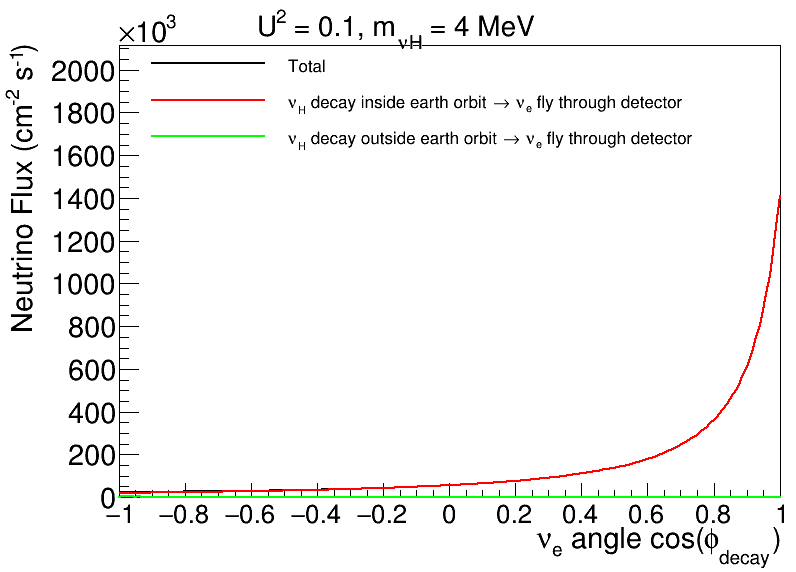 U² = 0.1, m_νH = 4 MeV
×10³
Total
ν_H decay inside earth orbit → ν_e fly through detector
ν_H decay outside earth orbit → ν_e fly through detector
Neutrino Flux (cm⁻² s⁻¹)
2000
1800
1600
1400
1200
1000
800
600
400
200
0
−1 −0.8 −0.6 −0.4 −0.2 0 0.2 0.4 0.6 0.8 1
ν_e angle cos(ϕ_decay)